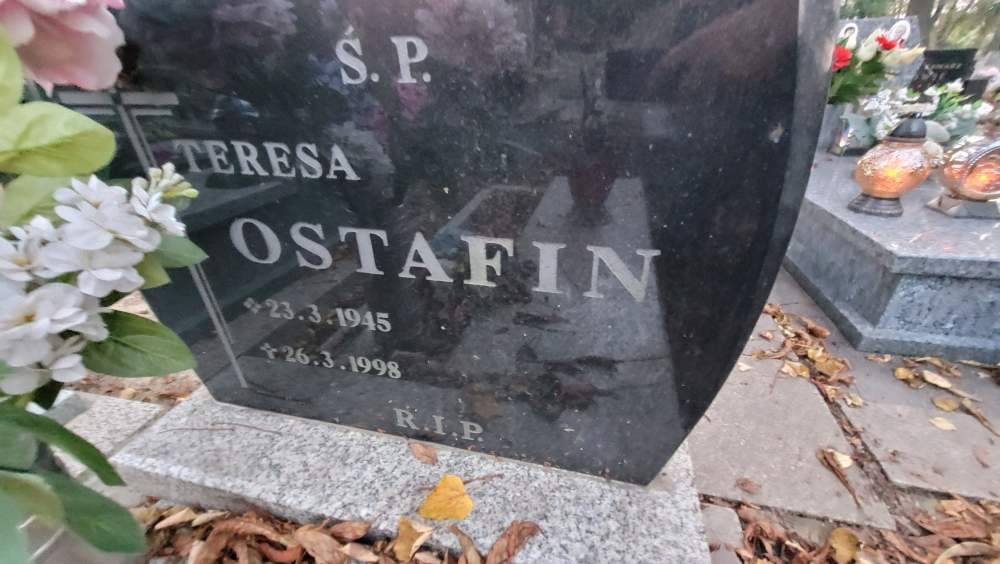 Ś. P.
TERESA
OSTAFIN
✝ 23.3.1945
✝ 26.3.1998
R.I.P.